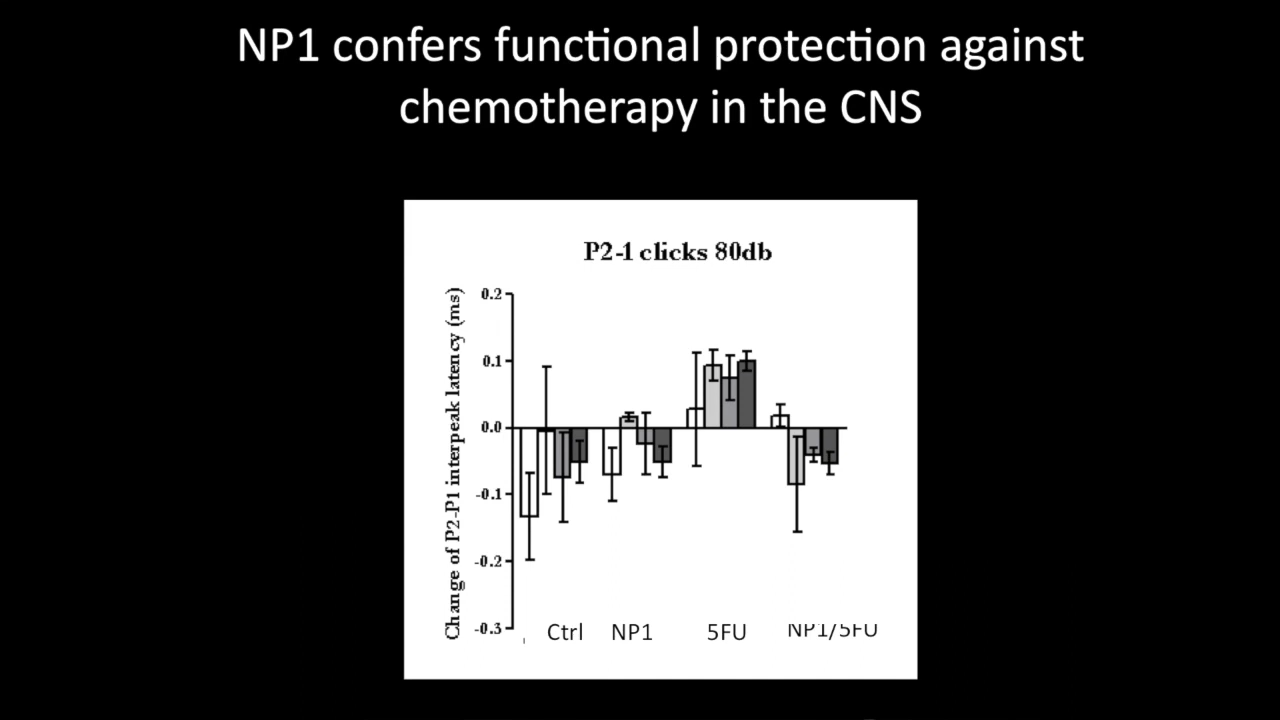 NP1 confers functional protection against
chemotherapy in the CNS
P2-1 clicks 80db
Change of P2-P1 interpeak latency (ms)
0.2
0.1
0.0
-0.1
-0.2
-0.3
Ctrl NP1 5FU NP1/5FU